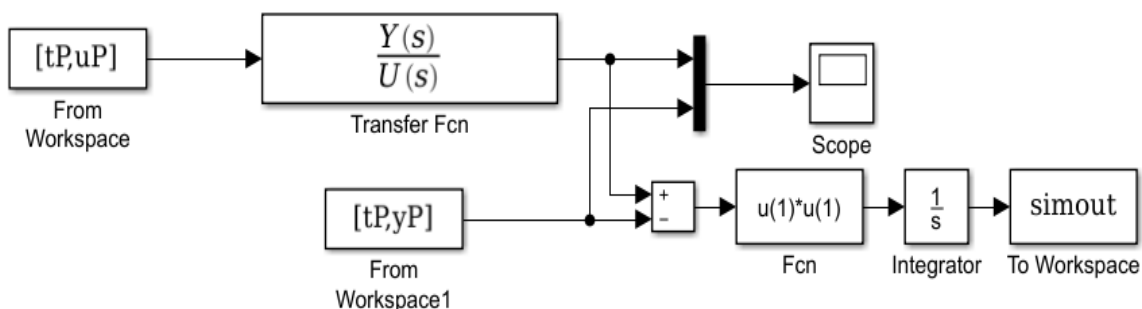 [tP,uP]
From
Workspace
Y(s)
U(s)
Transfer Fcn
Scope
[tP,yP]
From
Workspace1
+
−
u(1)*u(1)
Fcn
1
s
Integrator
simout
To Workspace